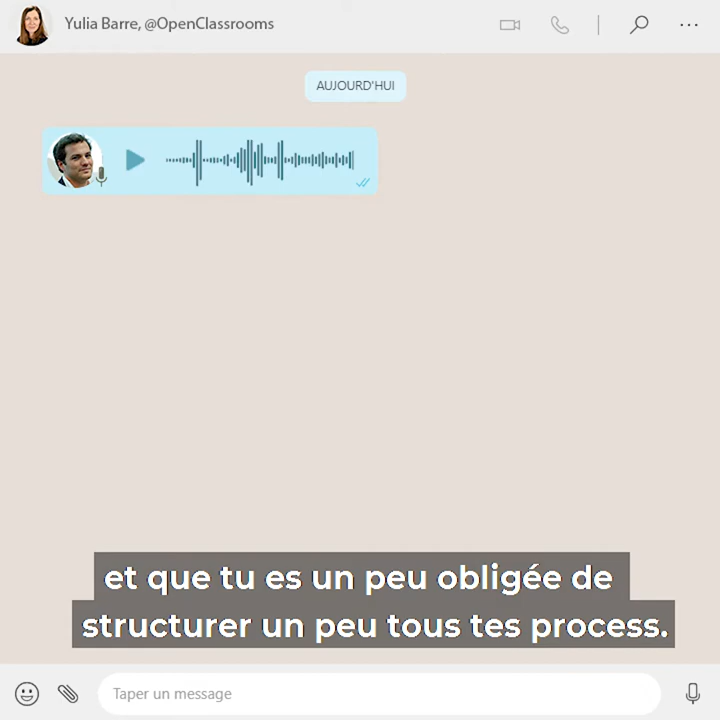 Yulia Barre, @OpenClassrooms
AUJOURD'HUI
et que tu es un peu obligée de
structurer un peu tous tes process.
Taper un message